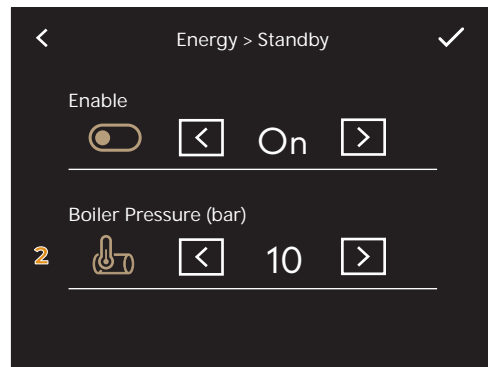 Energy > Standby
Enable
On
Boiler Pressure (bar)
2
10